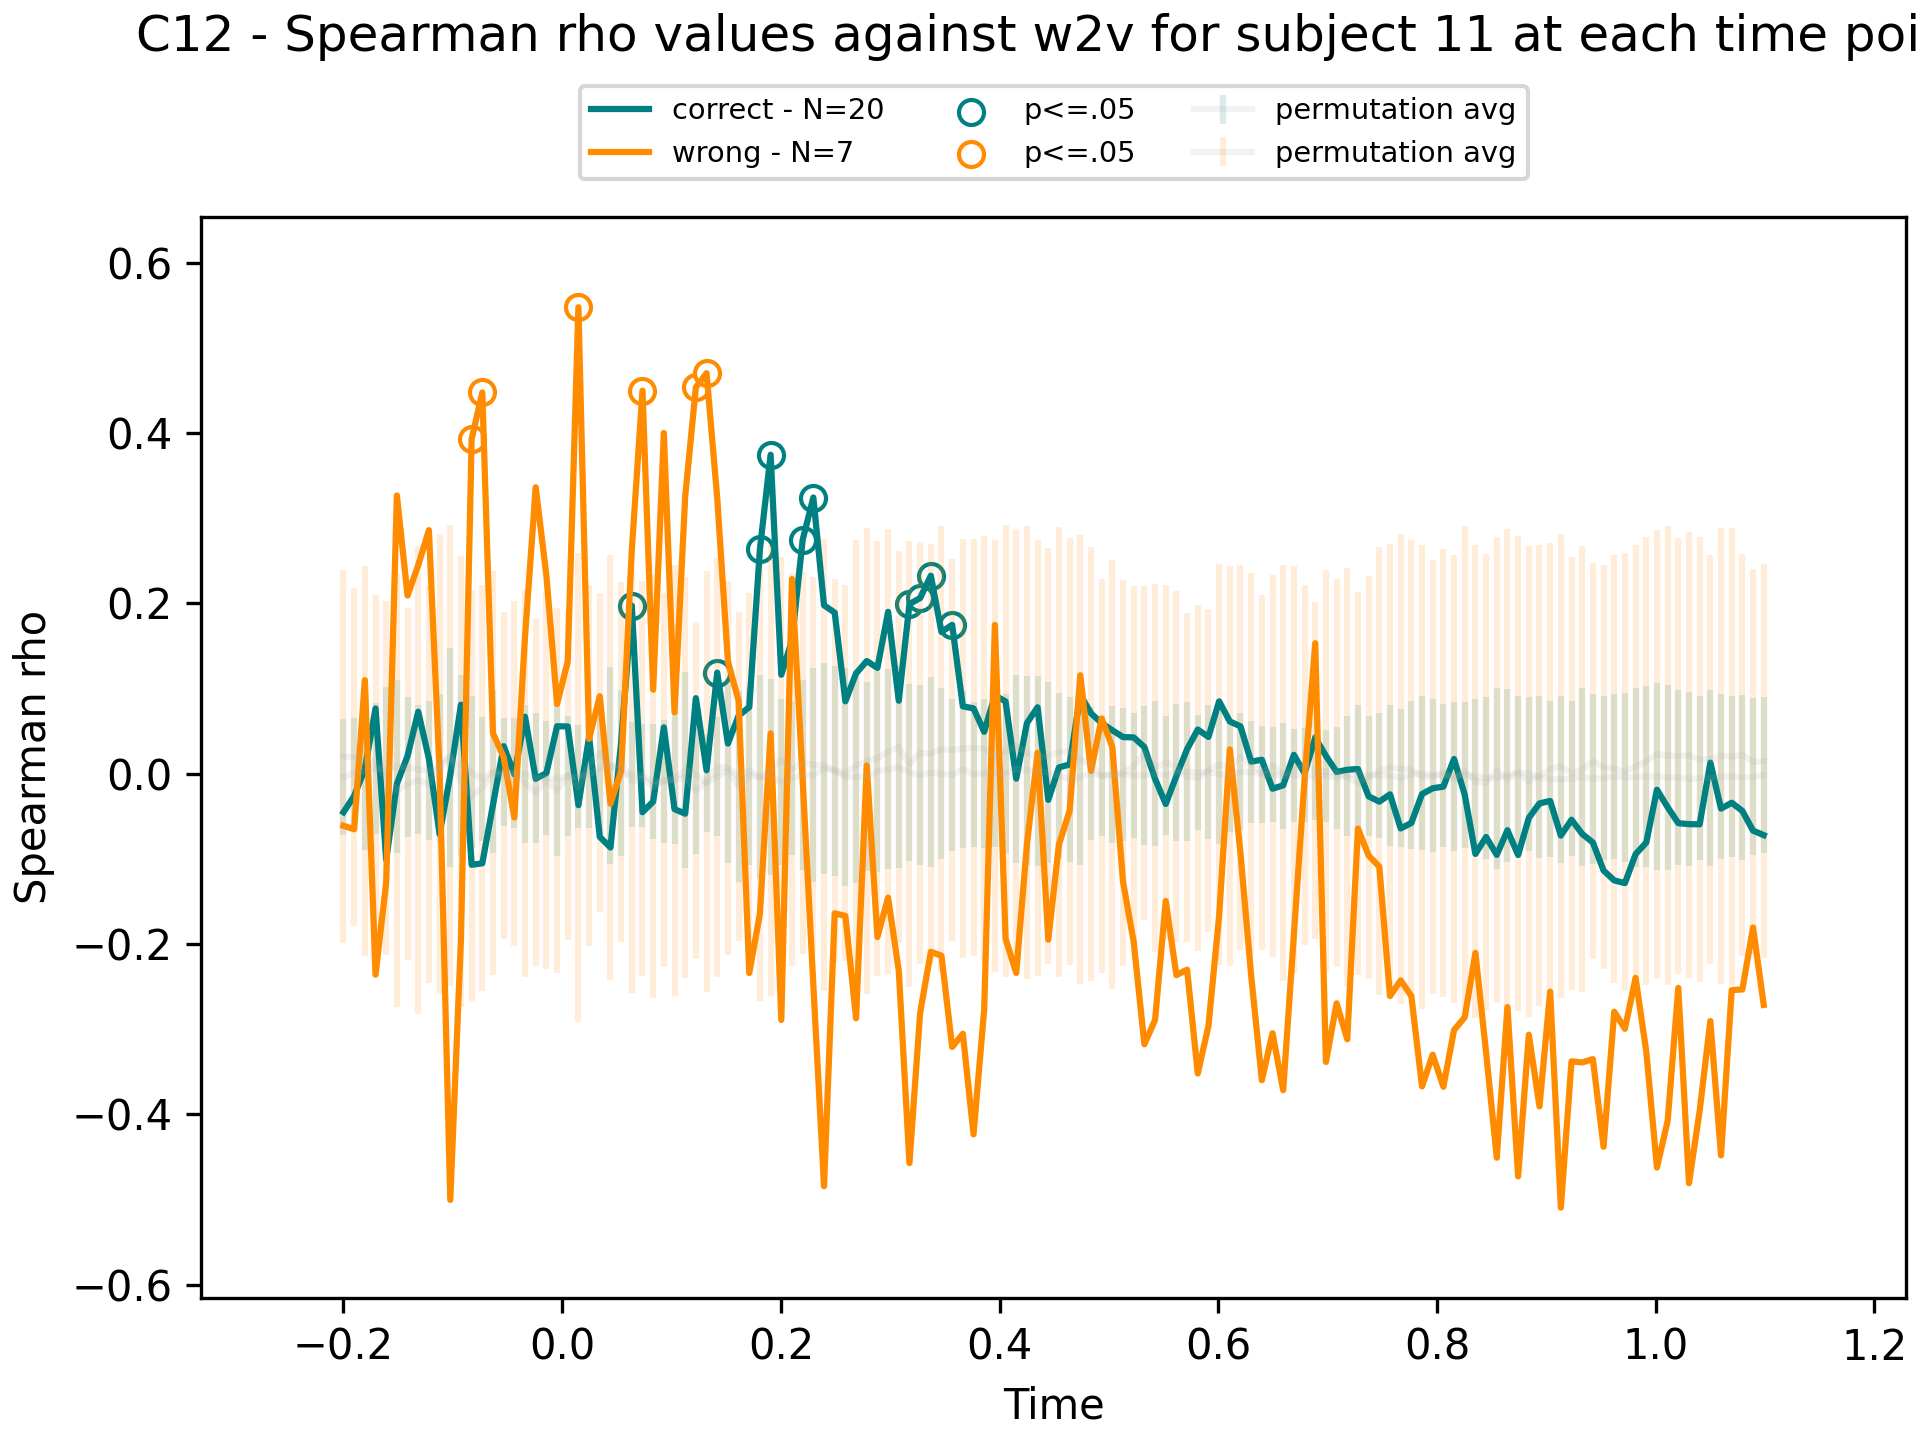 C12 - Spearman rho values against w2v for subject 11 at each time poi
correct - N=20 p<=.05 permutation avg
wrong - N=7 p<=.05 permutation avg
Spearman rho
0.6
0.4
0.2
0.0
−0.2
−0.4
−0.6
−0.2 0.0 0.2 0.4 0.6 0.8 1.0 1.2
Time